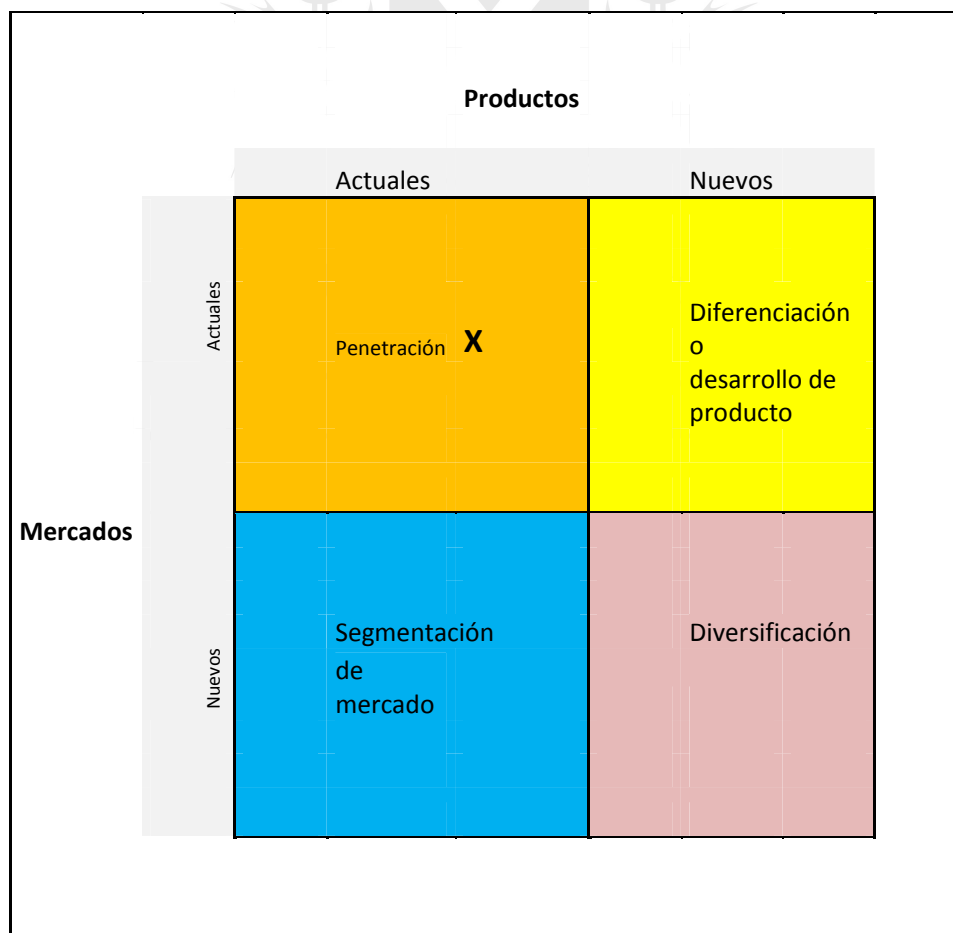 Productos
Actuales
Nuevos
Actuales
Penetración X
Diferenciación
o
desarrollo de
producto
Mercados
Nuevos
Segmentación
de
mercado
Diversificación